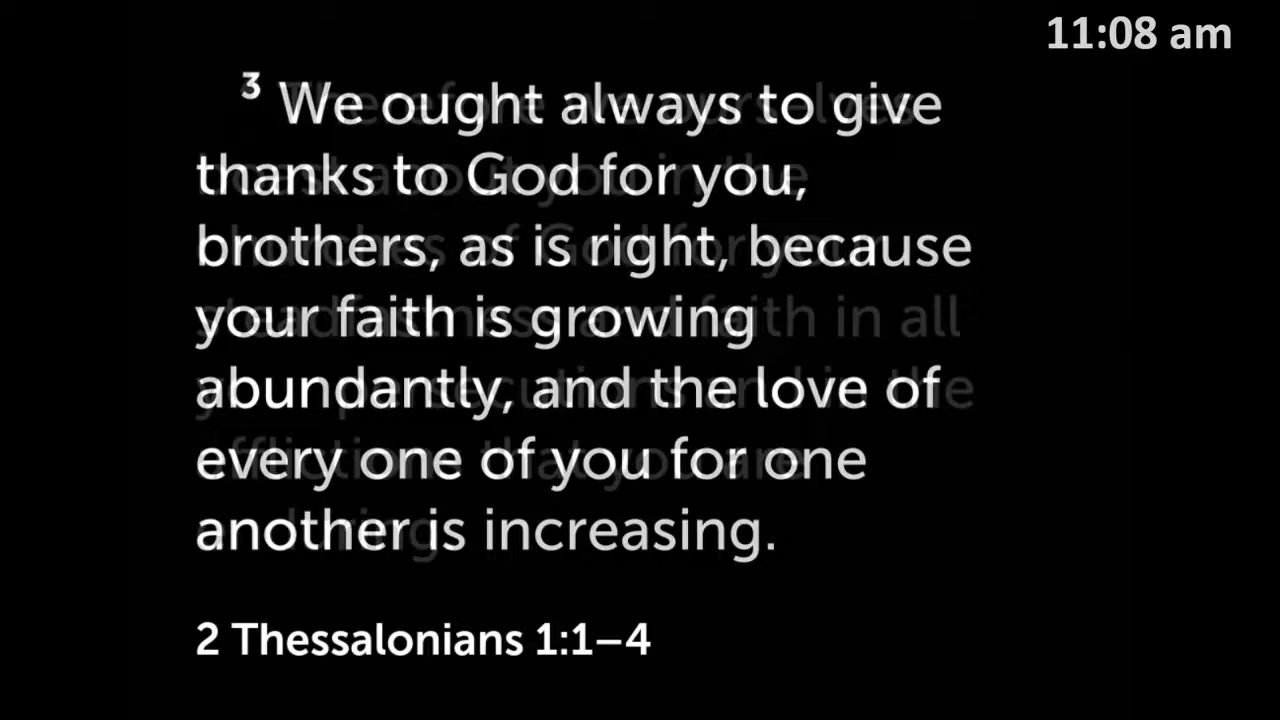 11:08 am
3 We ought always to give
thanks to God for you,
brothers, as is right, because
your faith is growing
abundantly, and the love of
every one of you for one
another is increasing.
2 Thessalonians 1:1–4